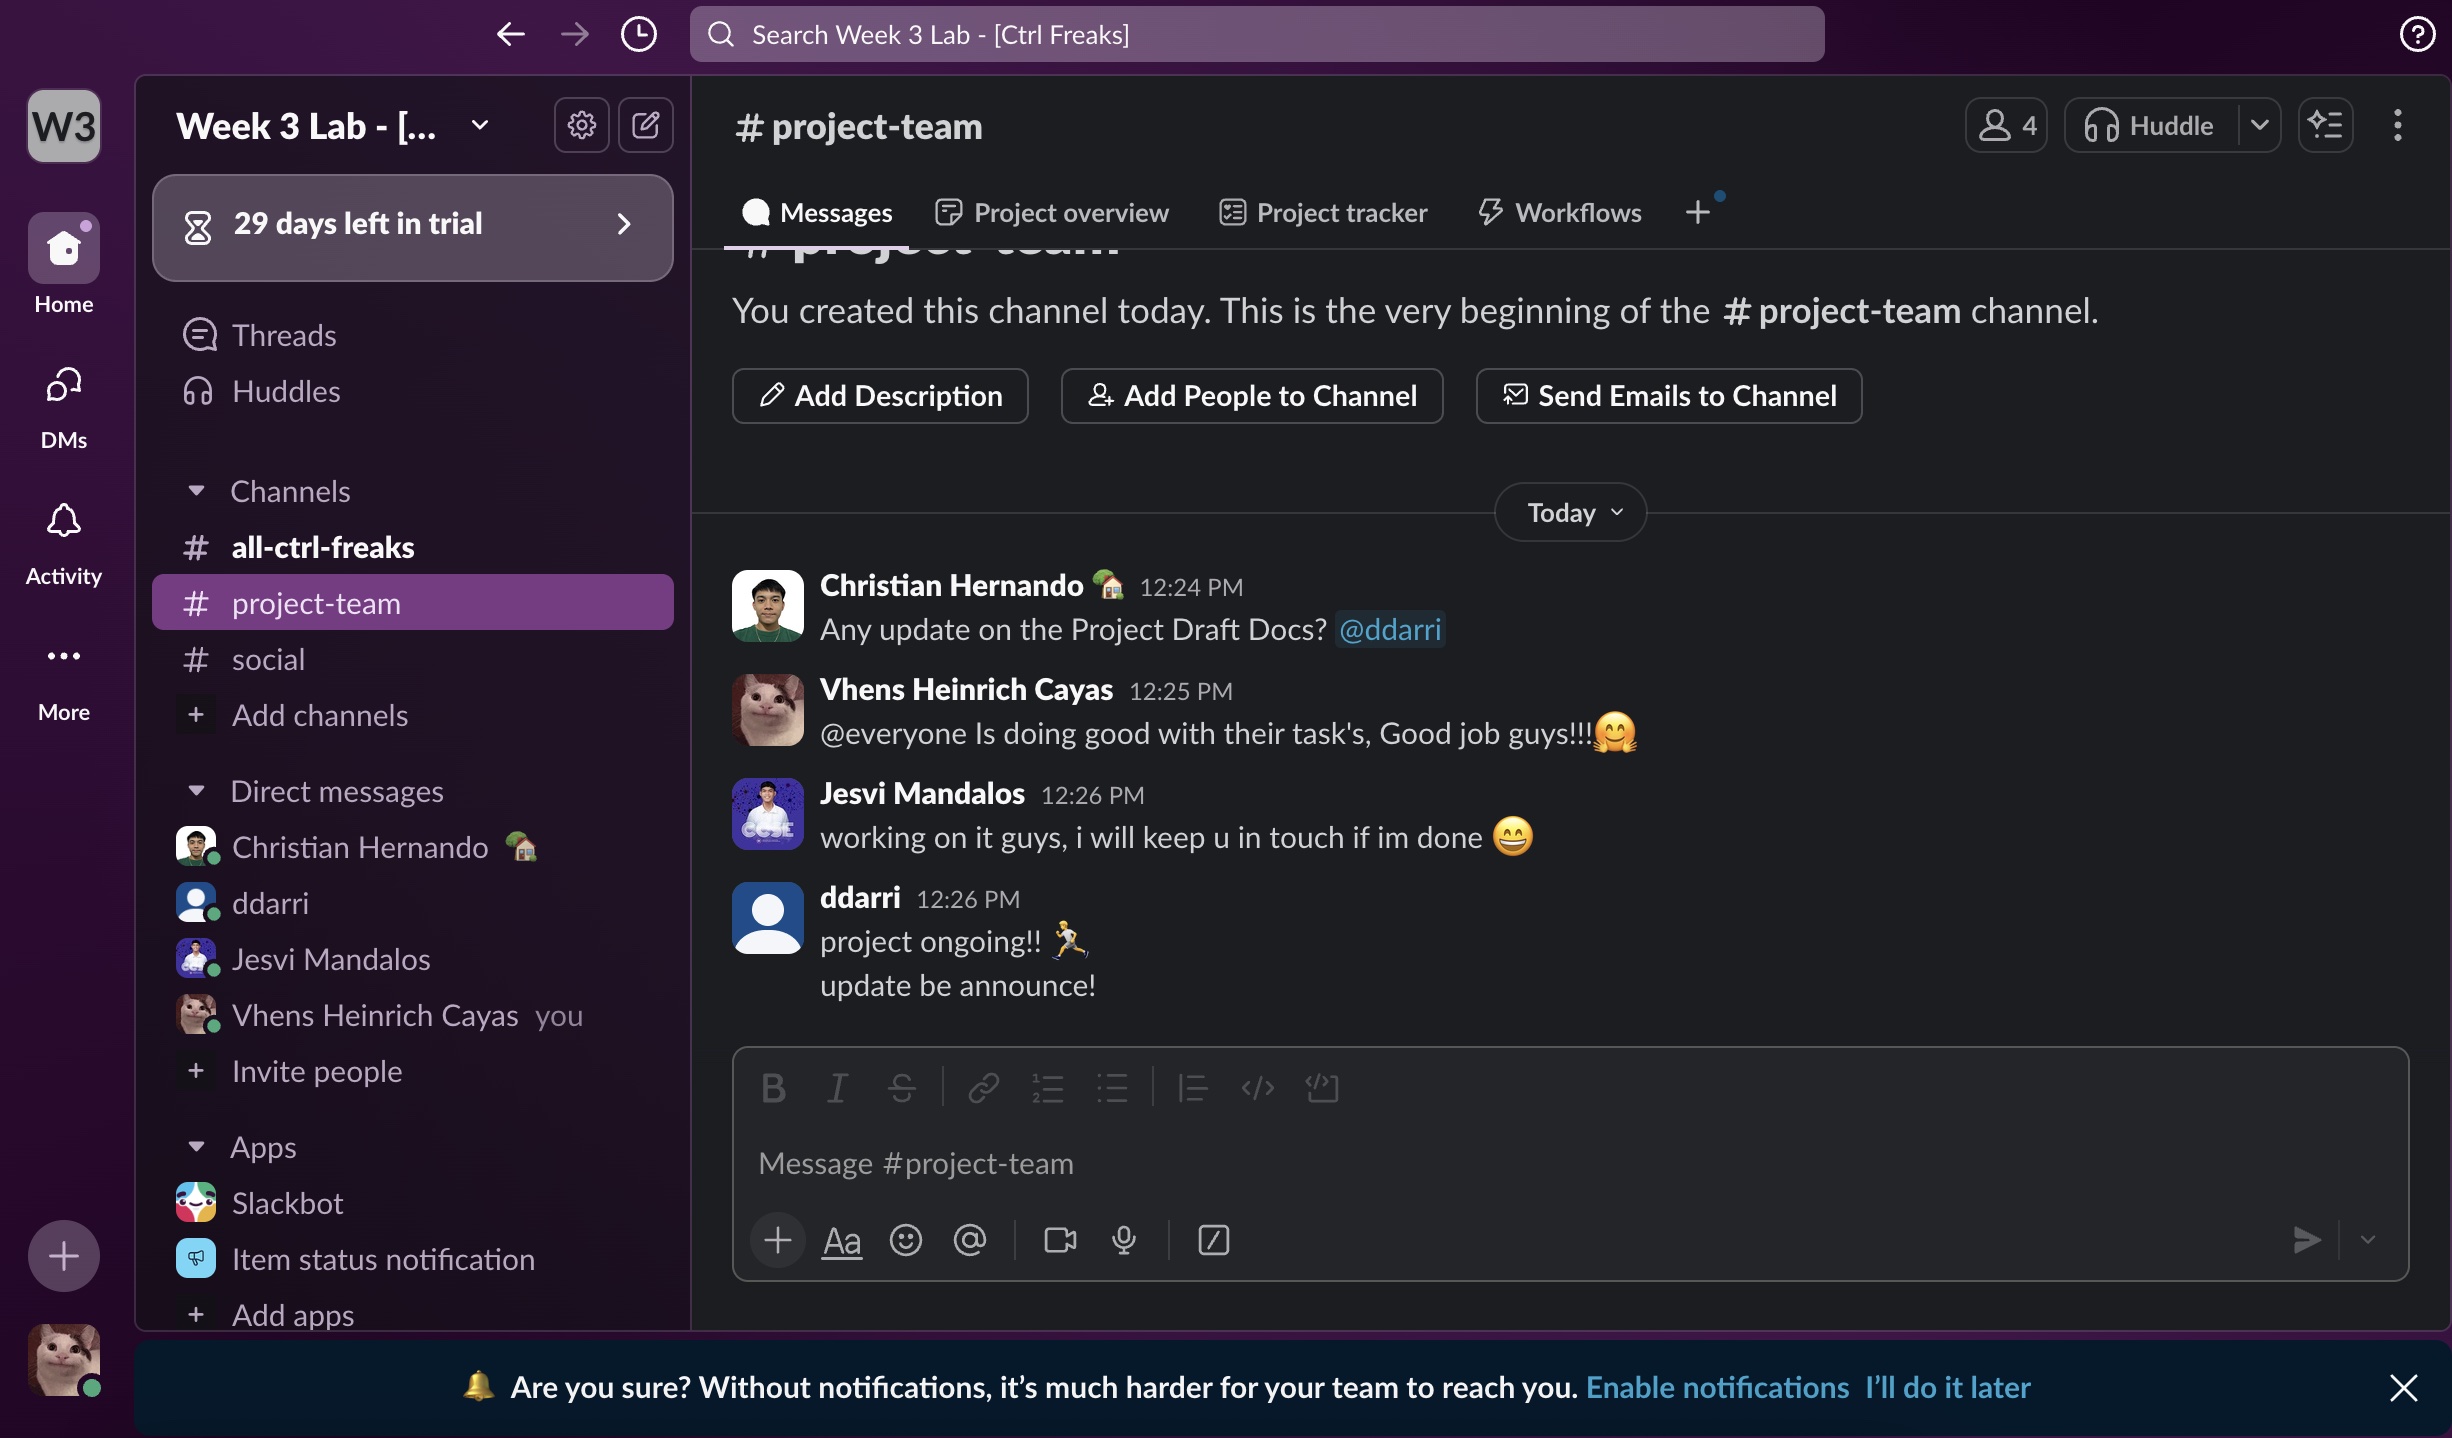 Search Week 3 Lab - [Ctrl Freaks]
W3
Home
DMs
Activity
More
Week 3 Lab - [...
29 days left in trial
Threads
Huddles
Channels
# all-ctrl-freaks
# project-team
# social
+ Add channels
Direct messages
Christian Hernando 🏡
ddarri
Jesvi Mandalos
Vhens Heinrich Cayas you
+ Invite people
Apps
Slackbot
Item status notification
+ Add apps
# project-team
4
Huddle
Messages
Project overview
Project tracker
Workflows
# project-team
You created this channel today. This is the very beginning of the # project-team channel.
Add Description
Add People to Channel
Send Emails to Channel
Today
Christian Hernando 🏡 12:24 PM
Any update on the Project Draft Docs? @ddarri
Vhens Heinrich Cayas 12:25 PM
@everyone Is doing good with their task's, Good job guys!!!🤗
Jesvi Mandalos 12:26 PM
working on it guys, i will keep u in touch if im done 😄
ddarri 12:26 PM
project ongoing!! 🏃
update be announce!
Message #project-team
Aa
🔔 Are you sure? Without notifications, it’s much harder for your team to reach you. Enable notifications I’ll do it later